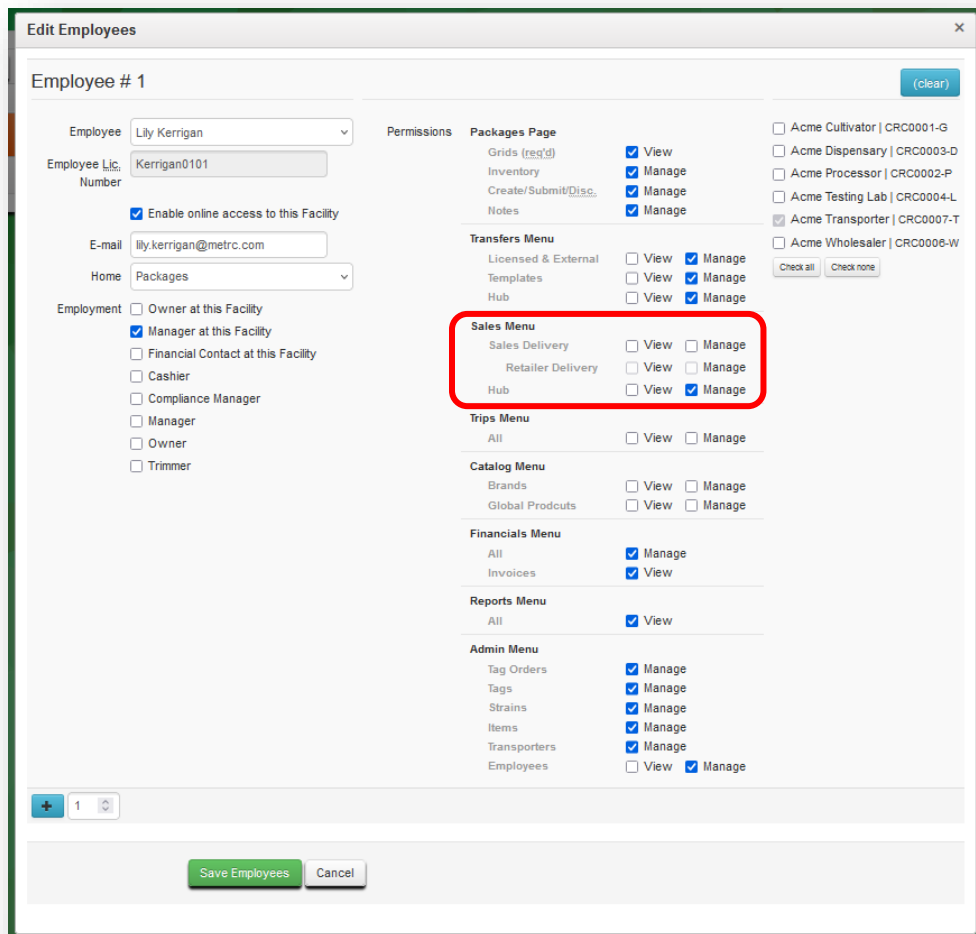 Edit Employees
×
Employee # 1
(clear)
Employee
Lily Kerrigan
Employee Lic. Number
Kerrigan0101
Enable online access to this Facility
E-mail
lily.kerrigan@metrc.com
Home
Packages
Employment
Owner at this Facility
Manager at this Facility
Financial Contact at this Facility
Cashier
Compliance Manager
Manager
Owner
Trimmer
Permissions
Packages Page
Grids (req'd) View
Inventory Manage
Create/Submit/Disc. Manage
Notes Manage
Transfers Menu
Licensed & External View Manage
Templates View Manage
Hub View Manage
Sales Menu
Sales Delivery View Manage
Retailer Delivery View Manage
Hub View Manage
Trips Menu
All View Manage
Catalog Menu
Brands View Manage
Global Prodcuts View Manage
Financials Menu
All Manage
Invoices View
Reports Menu
All View
Admin Menu
Tag Orders Manage
Tags Manage
Strains Manage
Items Manage
Transporters Manage
Employees View Manage
Acme Cultivator | CRC0001-G
Acme Dispensary | CRC0003-D
Acme Processor | CRC0002-P
Acme Testing Lab | CRC0004-L
Acme Transporter | CRC0007-T
Acme Wholesaler | CRC0006-W
Check all Check none
+ 1
Save Employees Cancel